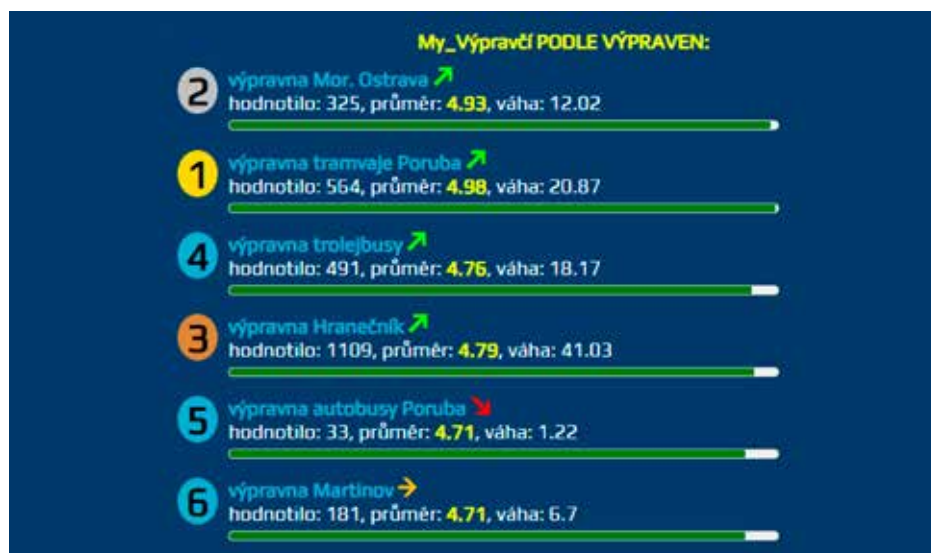 My_Výpravčí PODLE VÝPRAVEN:
2
výpravna Mor. Ostrava
hodnotilo: 325, průměr: 4.93, váha: 12.02
1
výpravna tramvaje Poruba
hodnotilo: 564, průměr: 4.98, váha: 20.87
4
výpravna trolejbusy
hodnotilo: 491, průměr: 4.76, váha: 18.17
3
výpravna Hranečník
hodnotilo: 1109, průměr: 4.79, váha: 41.03
5
výpravna autobusy Poruba
hodnotilo: 33, průměr: 4.71, váha: 1.22
6
výpravna Martinov
hodnotilo: 181, průměr: 4.71, váha: 6.7